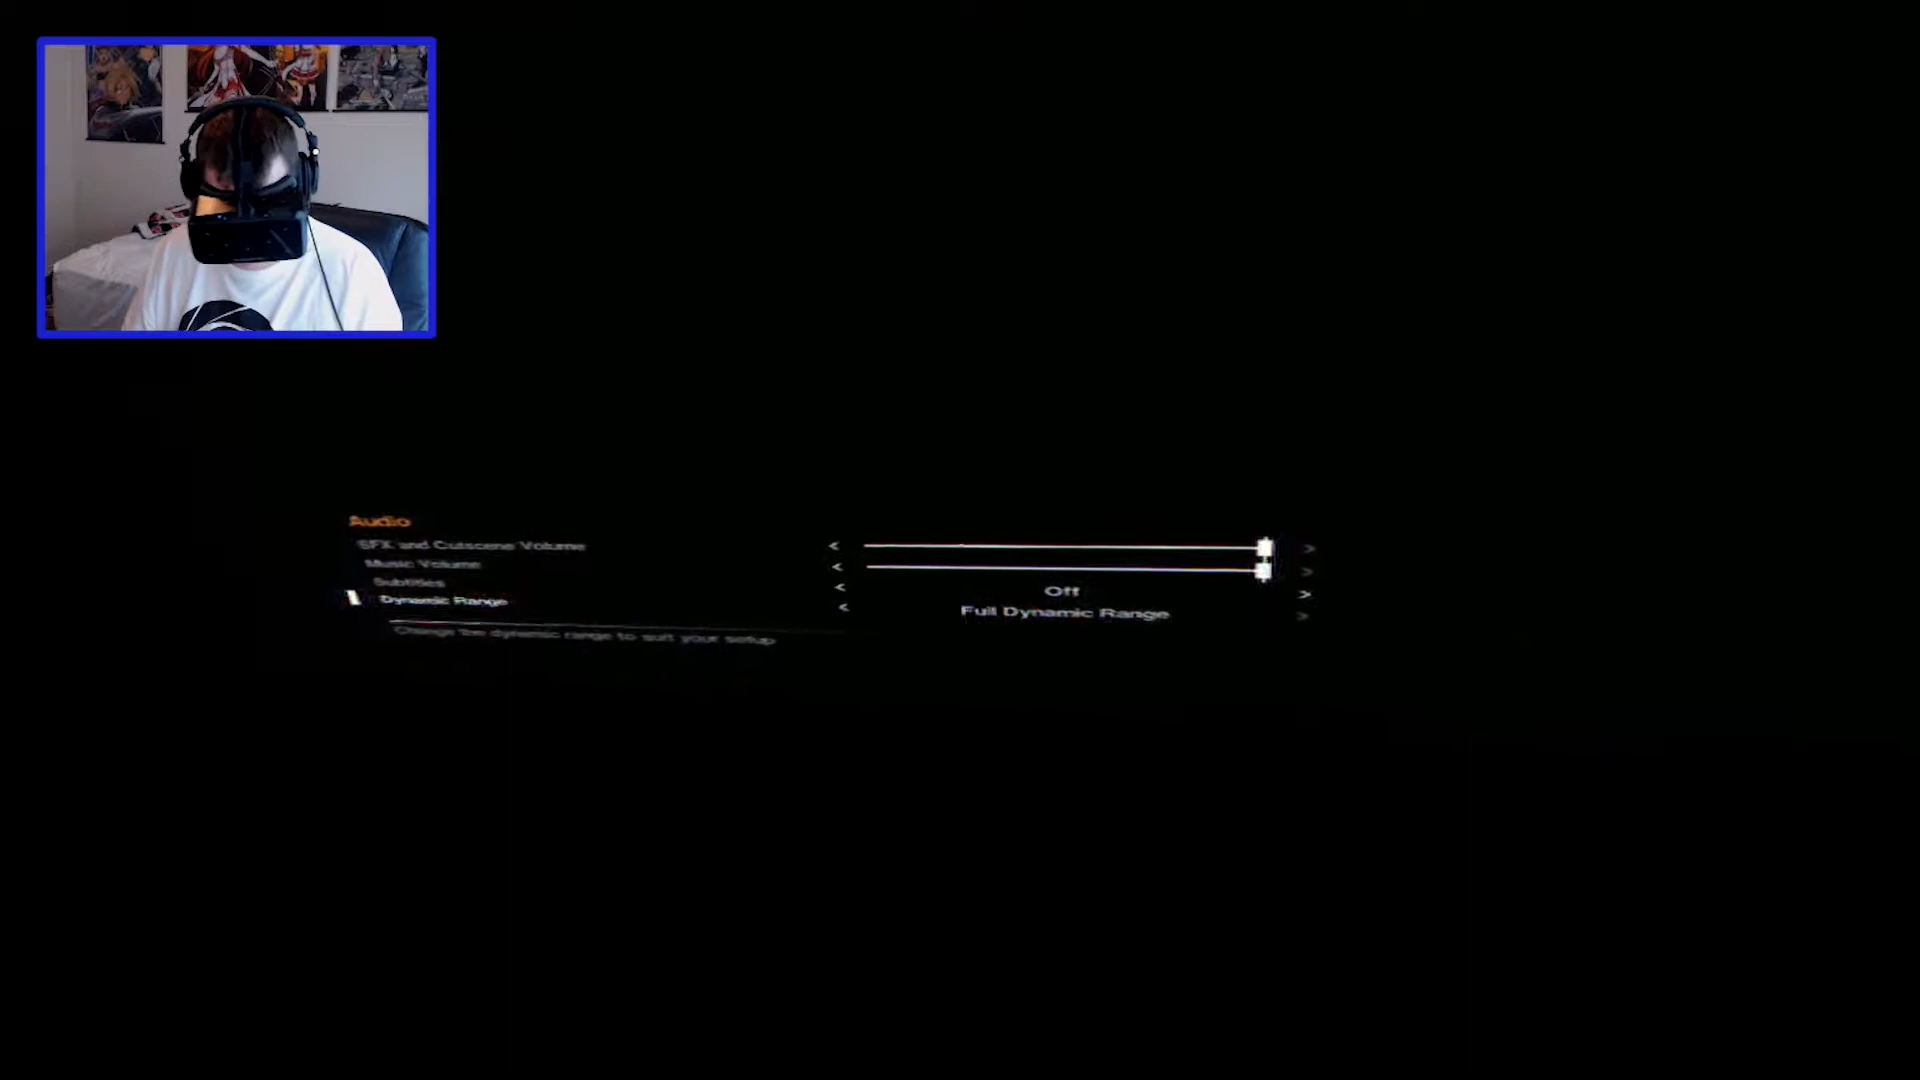 Audio
SFX and Cutscene Volume
Music Volume
Subtitles Off
Dynamic Range Full Dynamic Range
Change the dynamic range to suit your setup